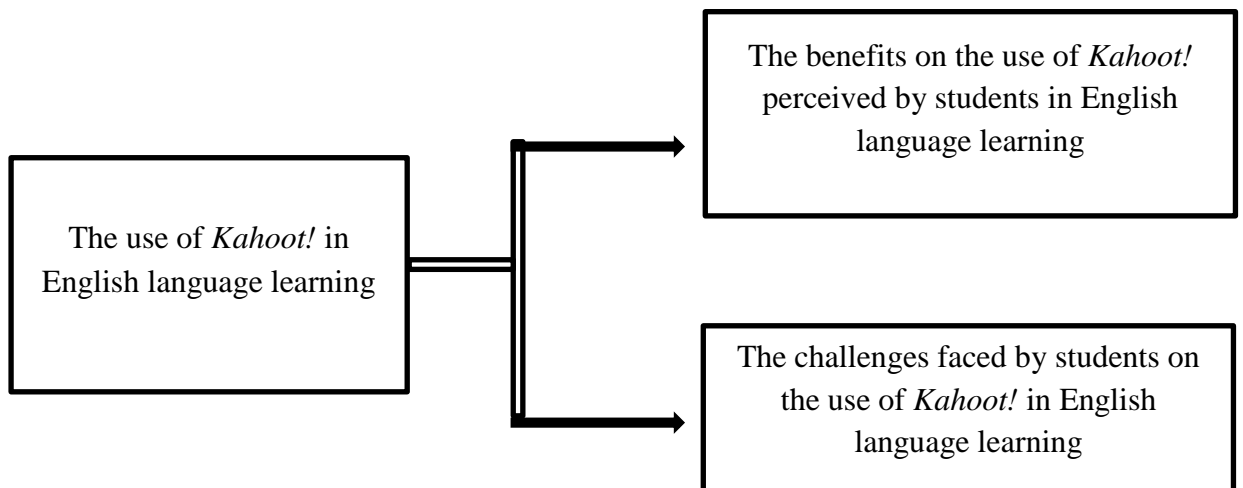 The use of Kahoot! in
English language learning
The benefits on the use of Kahoot!
perceived by students in English
language learning
The challenges faced by students on
the use of Kahoot! in English
language learning